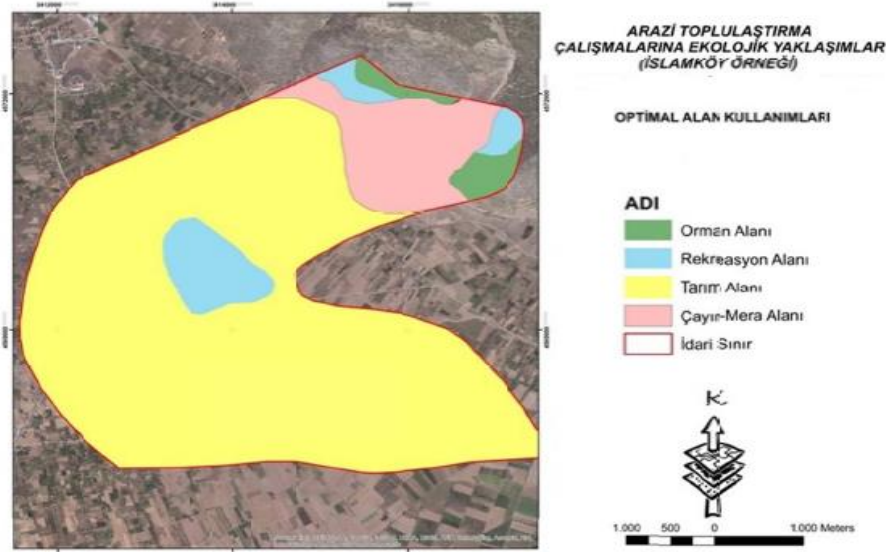 ARAZİ TOPLULAŞTIRMA
ÇALIŞMALARINA EKOLOJİK YAKLAŞIMLAR
(İSLAMKÖY ÖRNEĞİ)
OPTİMAL ALAN KULLANIMLARI
ADI
Orman Alanı
Rekreasyon Alanı
Tarım Alanı
Çayır-Mera Alanı
İdari Sınır
K
1.000 500 0 1.000 Meters